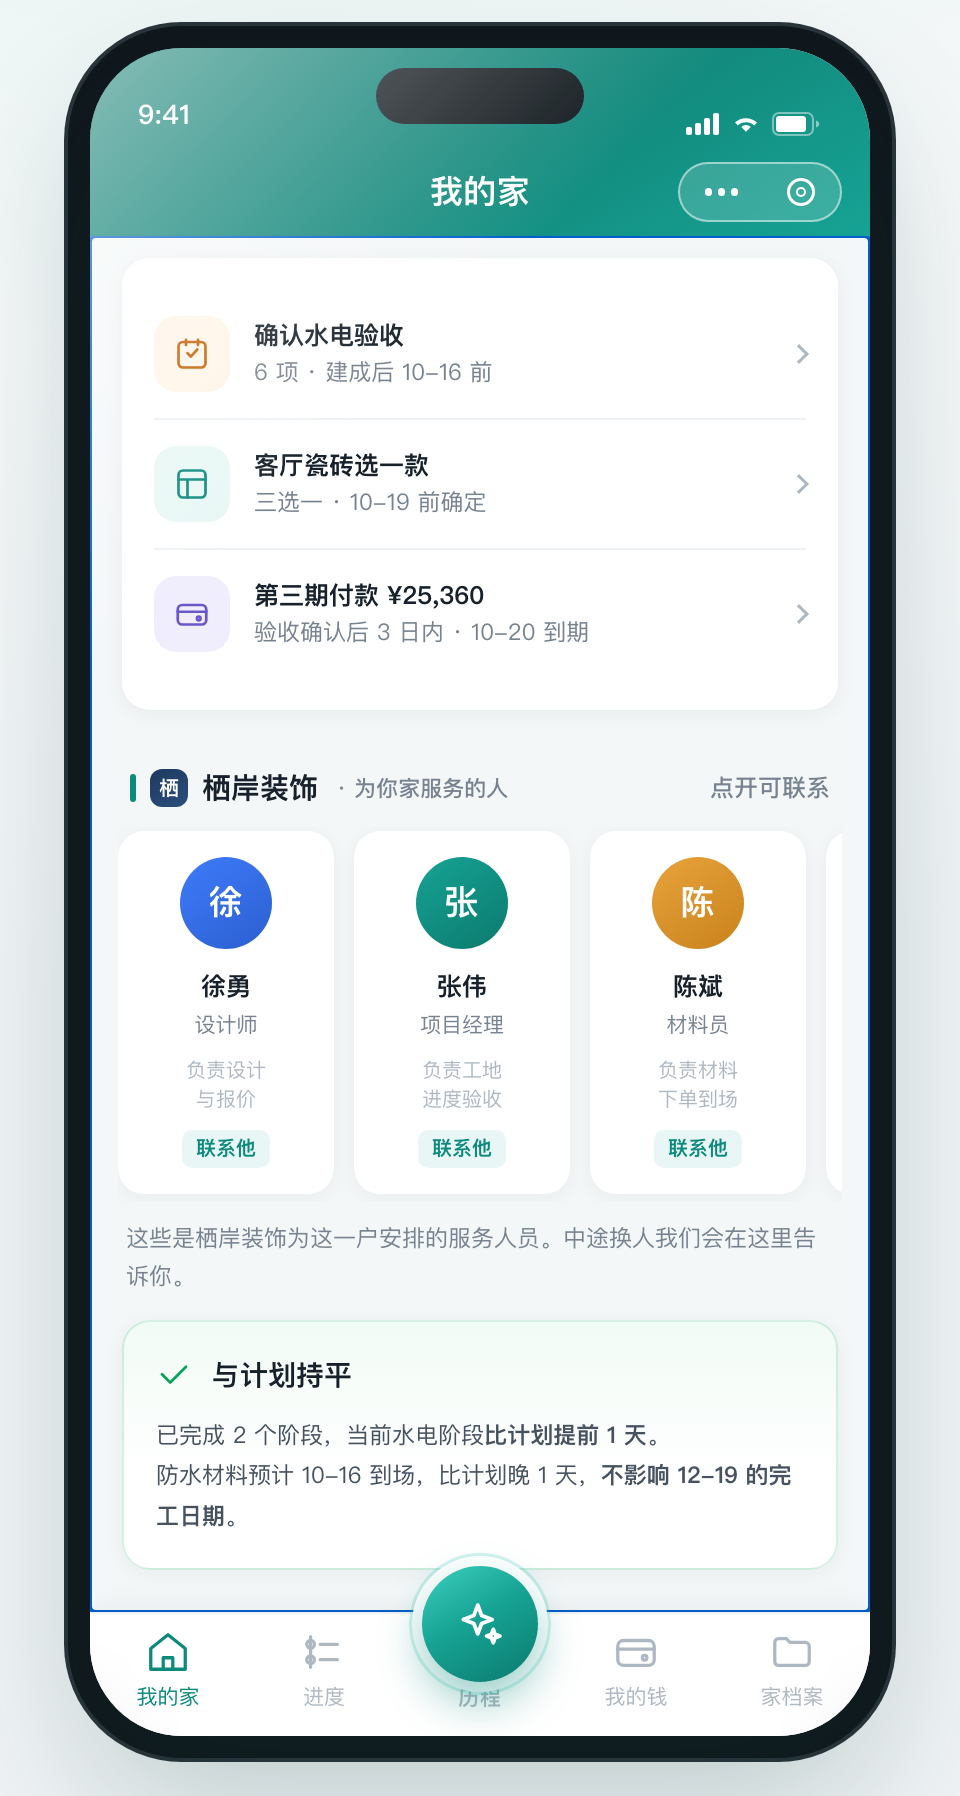 9:41
我的家
确认水电验收
6 项 · 建成后 10–16 前
客厅瓷砖选一款
三选一 · 10–19 前确定
第三期付款 ¥25,360
验收确认后 3 日内 · 10–20 到期
栖 栖岸装饰 · 为你家服务的人 点开可联系
徐 张 陈
徐勇 张伟 陈斌
设计师 项目经理 材料员
负责设计 负责工地 负责材料
与报价 进度验收 下单到场
联系他 联系他 联系他
这些是栖岸装饰为这一户安排的服务人员。中途换人我们会在这里告
诉你。
与计划持平
已完成 2 个阶段，当前水电阶段比计划提前 1 天。
防水材料预计 10–16 到场，比计划晚 1 天，不影响 12–19 的完
工日期。
我的家 进度 历程 我的钱 家档案